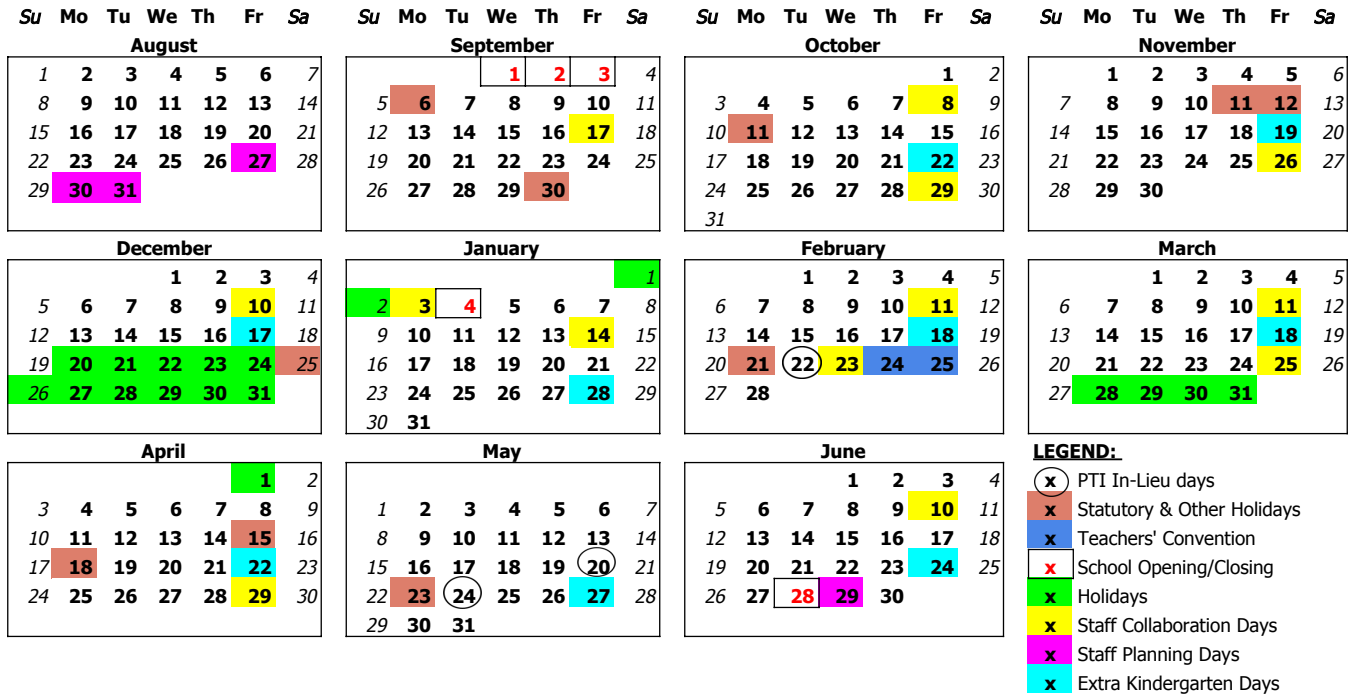 Su Mo Tu We Th Fr Sa Su Mo Tu We Th Fr Sa Su Mo Tu We Th Fr Sa Su Mo Tu We Th Fr Sa
August September October November
1 2 3 4 5 6 7 1 2 3 4 1 2 1 2 3 4 5 6
8 9 10 11 12 13 14 5 6 7 8 9 10 11 3 4 5 6 7 8 9 7 8 9 10 11 12 13
15 16 17 18 19 20 21 12 13 14 15 16 17 18 10 11 12 13 14 15 16 14 15 16 17 18 19 20
22 23 24 25 26 27 28 19 20 21 22 23 24 25 17 18 19 20 21 22 23 21 22 23 24 25 26 27
29 30 31 26 27 28 29 30 24 25 26 27 28 29 30 28 29 30
31
December January February March
1 2 3 4 1 1 2 3 4 5 1 2 3 4 5
5 6 7 8 9 10 11 2 3 4 5 6 7 8 6 7 8 9 10 11 12 6 7 8 9 10 11 12
12 13 14 15 16 17 18 9 10 11 12 13 14 15 13 14 15 16 17 18 19 13 14 15 16 17 18 19
19 20 21 22 23 24 25 16 17 18 19 20 21 22 20 21 22 23 24 25 26 20 21 22 23 24 25 26
26 27 28 29 30 31 23 24 25 26 27 28 29 27 28 27 28 29 30 31
30 31
April May June LEGEND:
1 2 1 2 3 4 x PTI In-Lieu days
3 4 5 6 7 8 9 1 2 3 4 5 6 7 5 6 7 8 9 10 11 x Statutory & Other Holidays
10 11 12 13 14 15 16 8 9 10 11 12 13 14 12 13 14 15 16 17 18 x Teachers' Convention
17 18 19 20 21 22 23 15 16 17 18 19 20 21 19 20 21 22 23 24 25 x School Opening/Closing
24 25 26 27 28 29 30 22 23 24 25 26 27 28 26 27 28 29 30 x Holidays
29 30 31 x Staff Collaboration Days
x Staff Planning Days
x Extra Kindergarten Days